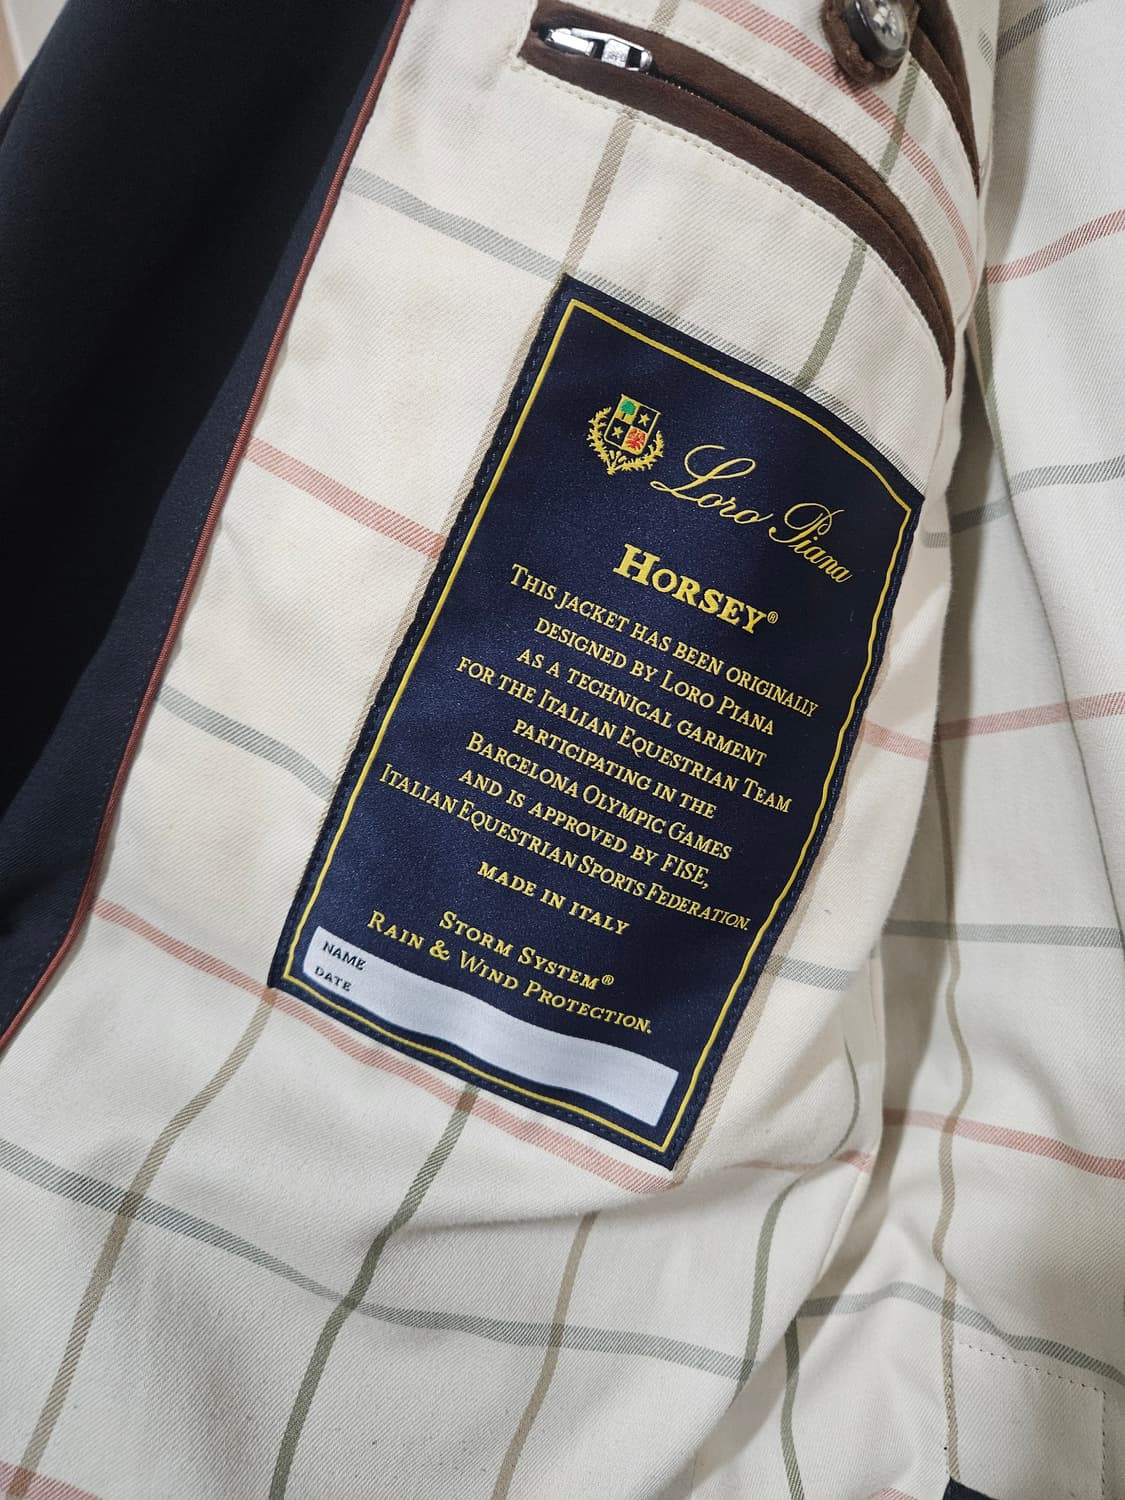 Loro Piana
HORSEY®
THIS JACKET HAS BEEN ORIGINALLY
DESIGNED BY LORO PIANA
AS A TECHNICAL GARMENT
FOR THE ITALIAN EQUESTRIAN TEAM
PARTICIPATING IN THE
BARCELONA OLYMPIC GAMES
AND IS APPROVED BY FISE,
ITALIAN EQUESTRIAN SPORTS FEDERATION.
MADE IN ITALY
STORM SYSTEM®
RAIN & WIND PROTECTION.
NAME
DATE